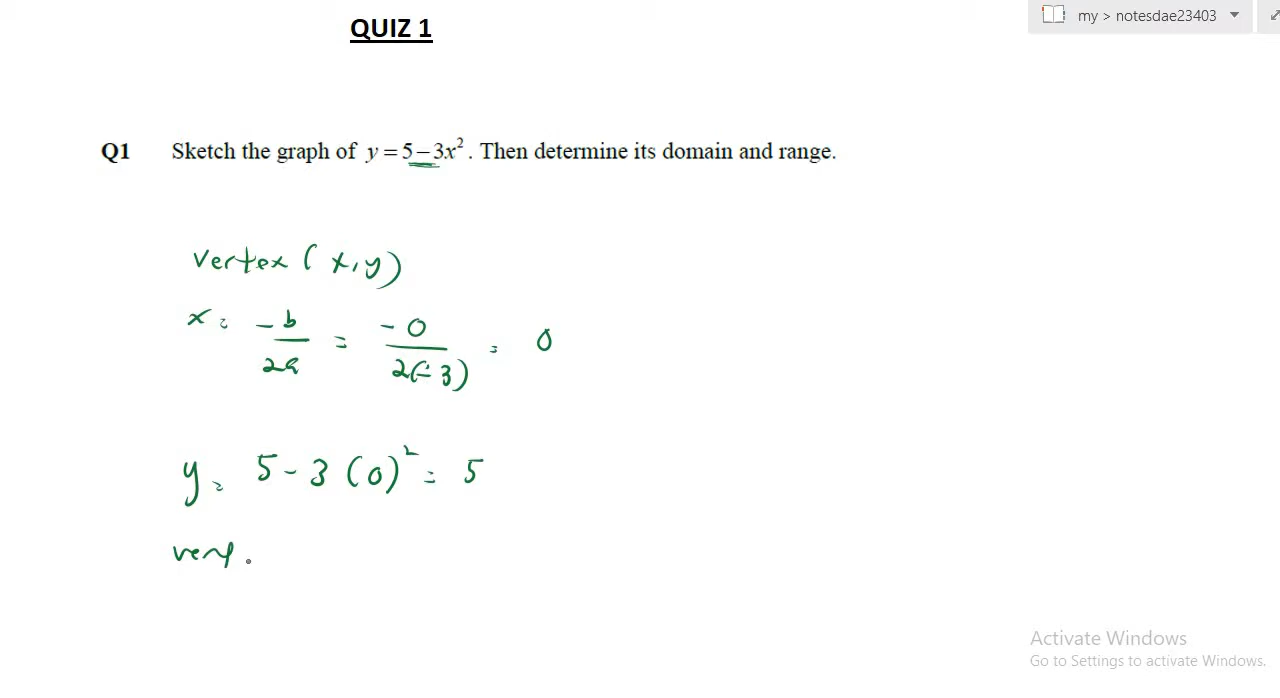 QUIZ 1
my > notesdae23403
Q1 Sketch the graph of y = 5 − 3x². Then determine its domain and range.
vertex (x,y)
x = -b/2a = -0/2(-3) = 0
y = 5 - 3 (0)² = 5
Activate Windows
Go to Settings to activate Windows.